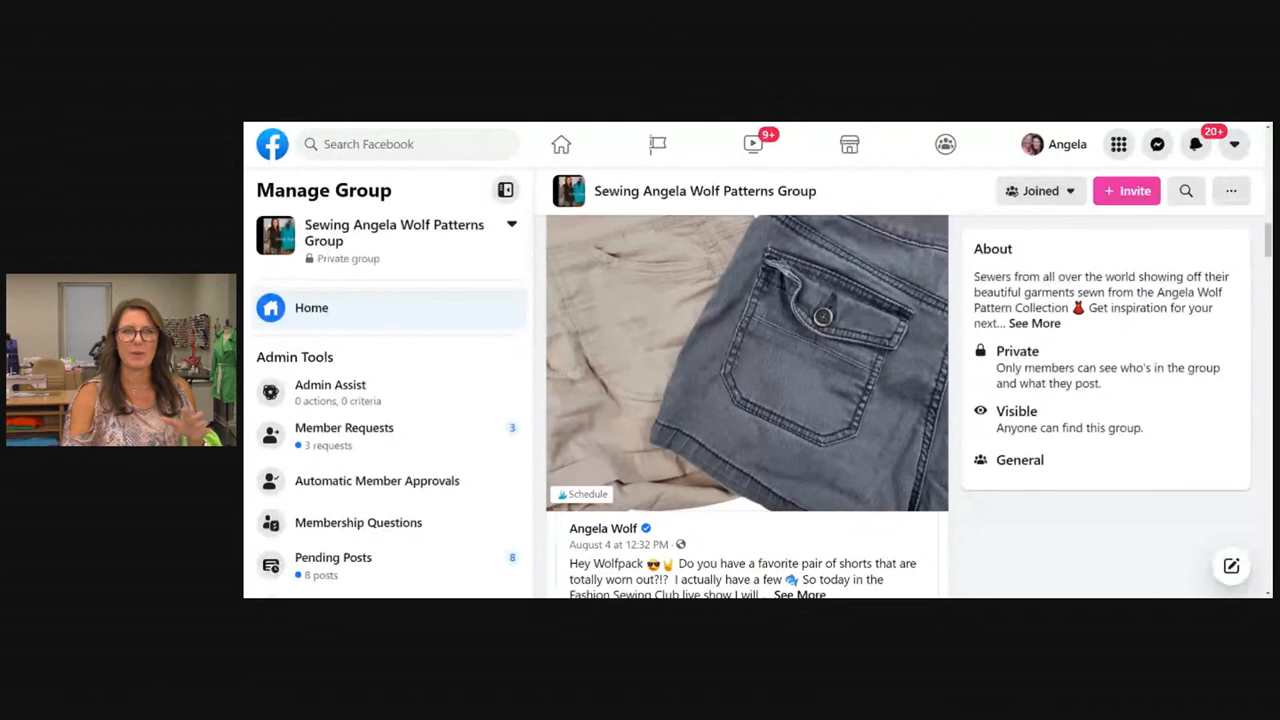 Search Facebook
9+
Angela
20+
Manage Group
Sewing Angela Wolf Patterns Group
Joined
+ Invite
Sewing Angela Wolf Patterns
Group
Private group
Home
Admin Tools
Admin Assist
0 actions, 0 criteria
Member Requests
3
3 requests
Automatic Member Approvals
Membership Questions
Pending Posts
8
8 posts
Schedule
Angela Wolf
August 4 at 12:32 PM ·
Hey Wolfpack 😎🤘 Do you have a favorite pair of shorts that are
totally worn out?!? I actually have a few 🤣 So today in the
Fashion Sewing Club live show I will... See More
About
Sewers from all over the world showing off their
beautiful garments sewn from the Angela Wolf
Pattern Collection 💃 Get inspiration for your
next... See More
Private
Only members can see who's in the group
and what they post.
Visible
Anyone can find this group.
General